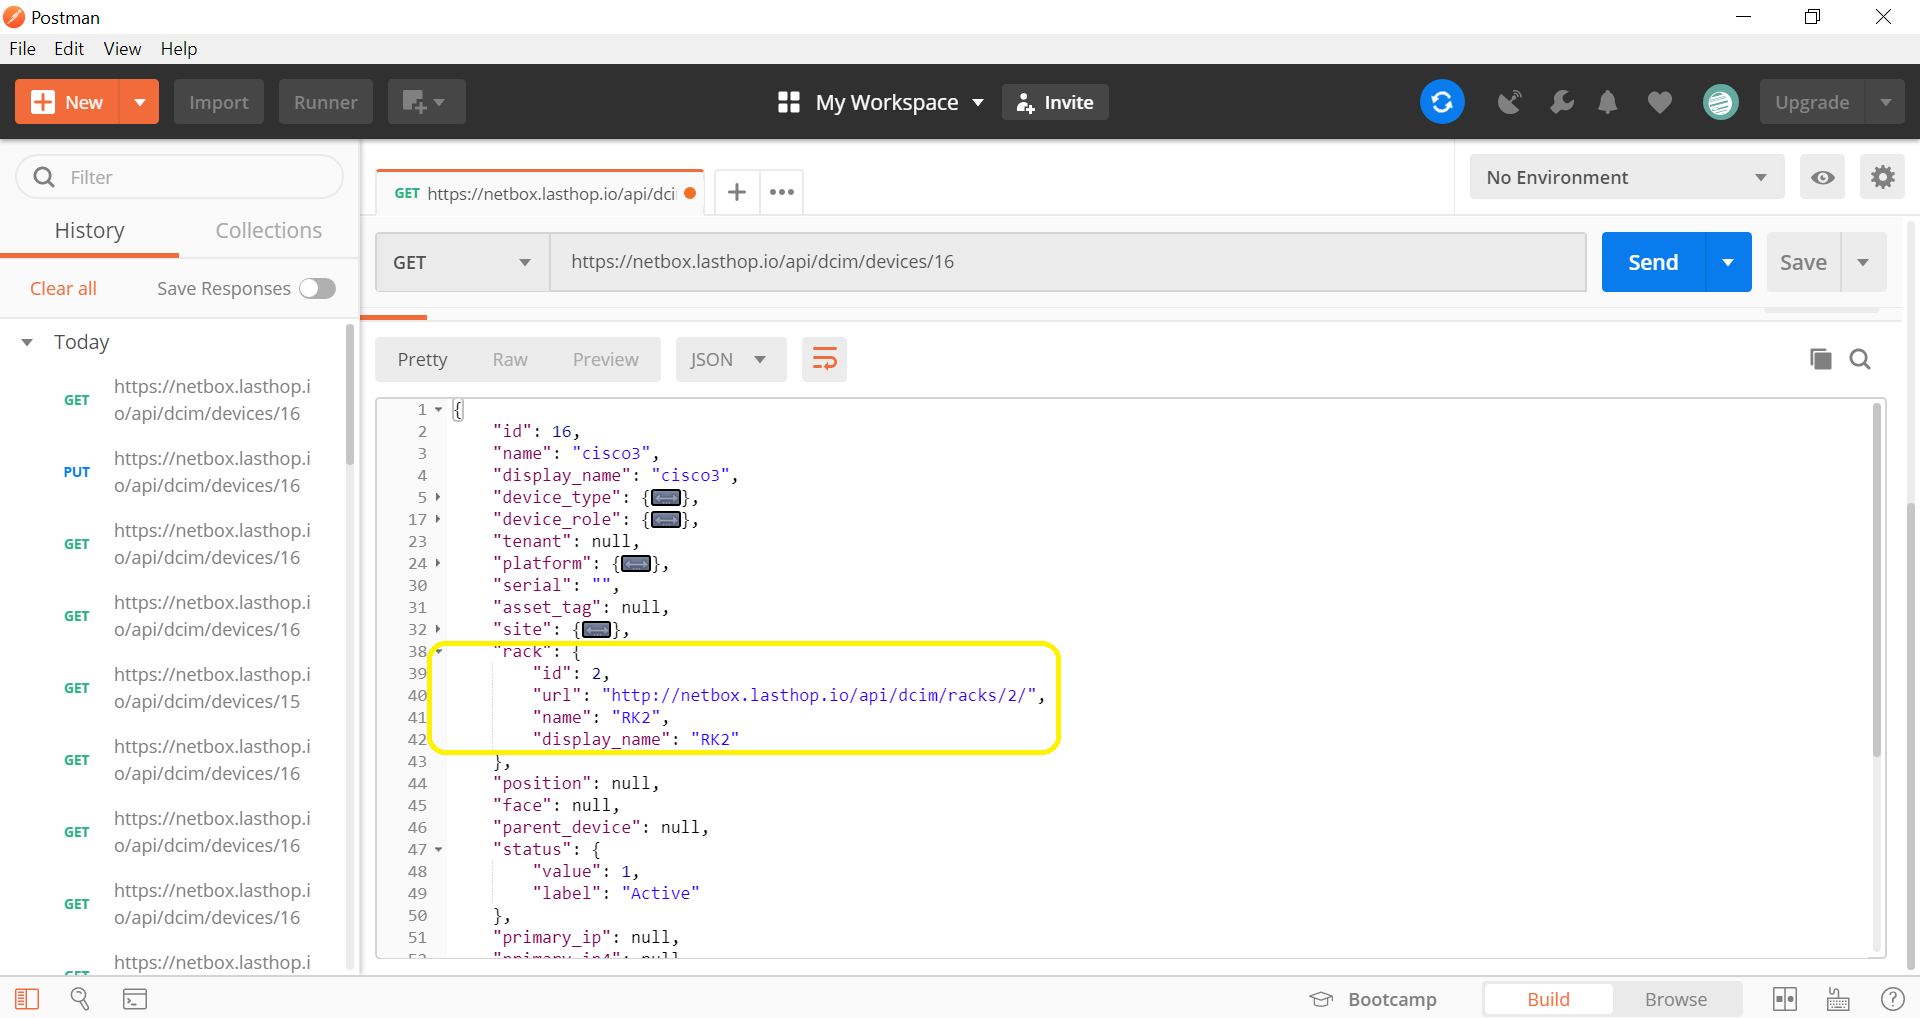 Postman
File Edit View Help
New Import Runner My Workspace Invite Upgrade
Filter
History Collections
Clear all Save Responses
Today
GET https://netbox.lasthop.i
o/api/dcim/devices/16
PUT https://netbox.lasthop.i
o/api/dcim/devices/16
GET https://netbox.lasthop.i
o/api/dcim/devices/16
GET https://netbox.lasthop.i
o/api/dcim/devices/16
GET https://netbox.lasthop.i
o/api/dcim/devices/15
GET https://netbox.lasthop.i
o/api/dcim/devices/16
GET https://netbox.lasthop.i
o/api/dcim/devices/16
GET https://netbox.lasthop.i
o/api/dcim/devices/16
https://netbox.lasthop.i
GET https://netbox.lasthop.io/api/dci
No Environment
GET https://netbox.lasthop.io/api/dcim/devices/16 Send Save
Pretty Raw Preview JSON
1 {
2 "id": 16,
3 "name": "cisco3",
4 "display_name": "cisco3",
5 "device_type": {},
17 "device_role": {},
23 "tenant": null,
24 "platform": {},
30 "serial": "",
31 "asset_tag": null,
32 "site": {},
38 "rack": {
39 "id": 2,
40 "url": "http://netbox.lasthop.io/api/dcim/racks/2/",
41 "name": "RK2",
42 "display_name": "RK2"
43 },
44 "position": null,
45 "face": null,
46 "parent_device": null,
47 "status": {
48 "value": 1,
49 "label": "Active"
50 },
51 "primary_ip": null,
Bootcamp Build Browse